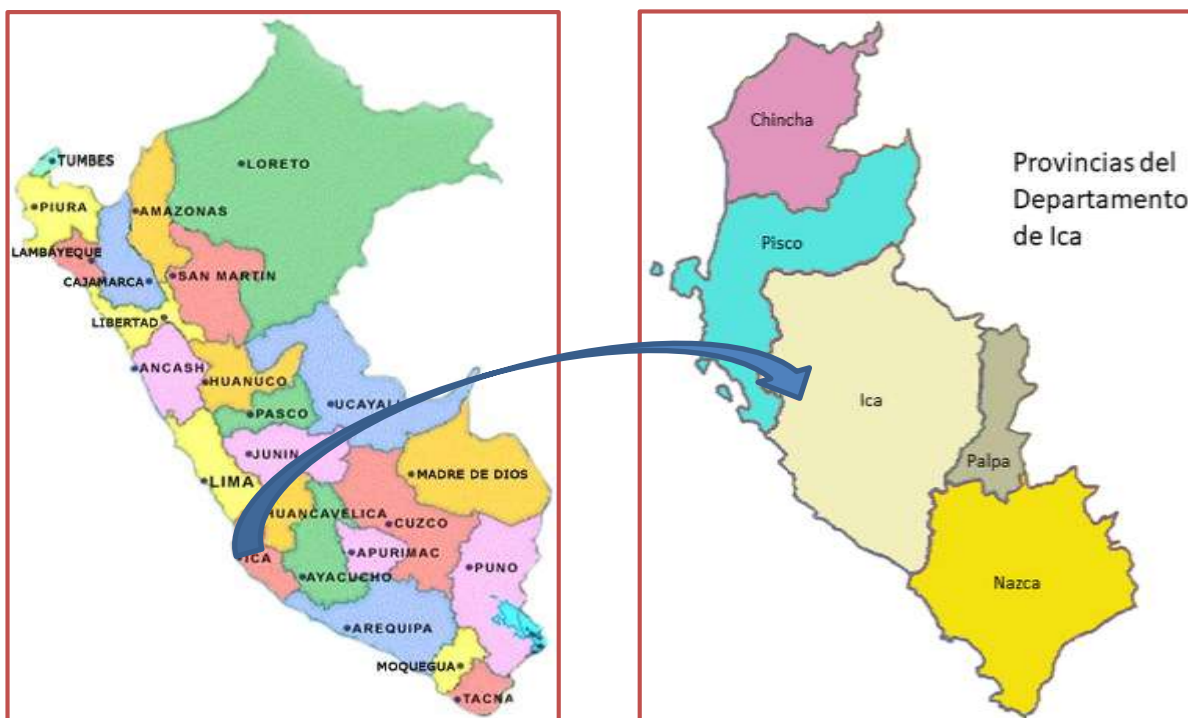 TUMBES
LORETO
PIURA
AMAZONAS
LAMBAYEQUE
CAJAMARCA
SAN MARTIN
LIBERTAD
ANCASH
HUANUCO
PASCO
UCAYALI
JUNIN
LIMA
MADRE DE DIOS
HUANCAVELICA
CUZCO
ICA
APURIMAC
AYACUCHO
PUNO
AREQUIPA
MOQUEGUA
TACNA
Chincha
Pisco
Ica
Palpa
Nazca
Provincias del
Departamento
de Ica